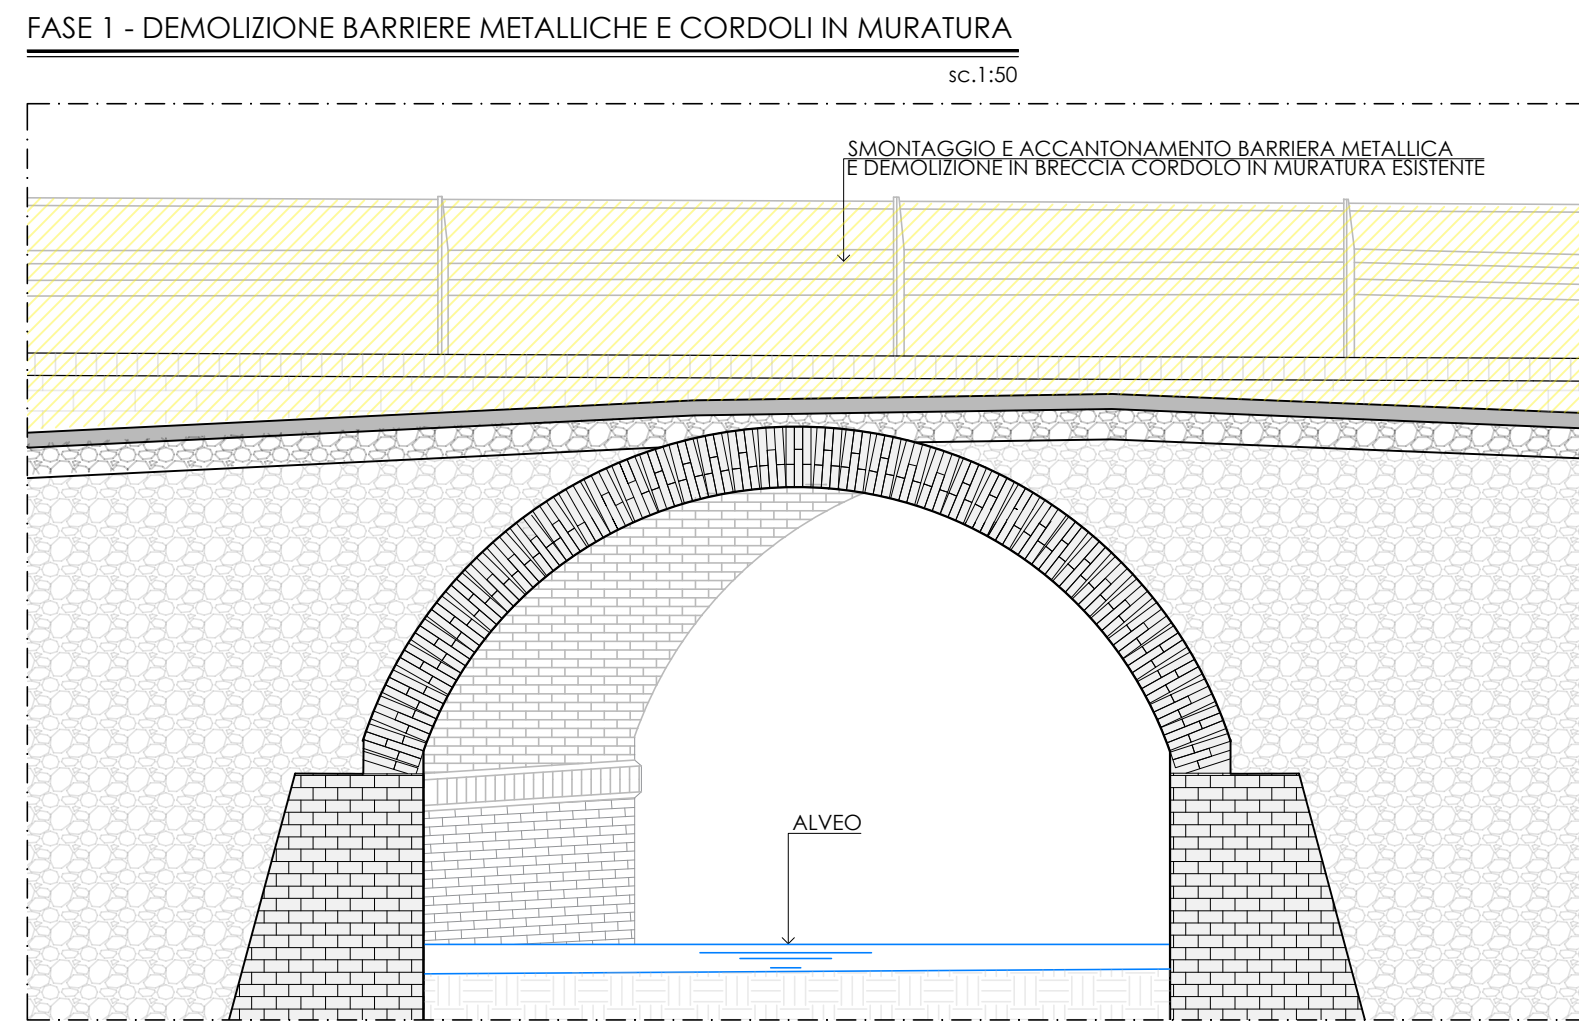 FASE 1 - DEMOLIZIONE BARRIERE METALLICHE E CORDOLI IN MURATURA
sc.1:50
SMONTAGGIO E ACCANTONAMENTO BARRIERA METALLICA
E DEMOLIZIONE IN BRECCIA CORDOLO IN MURATURA ESISTENTE
ALVEO